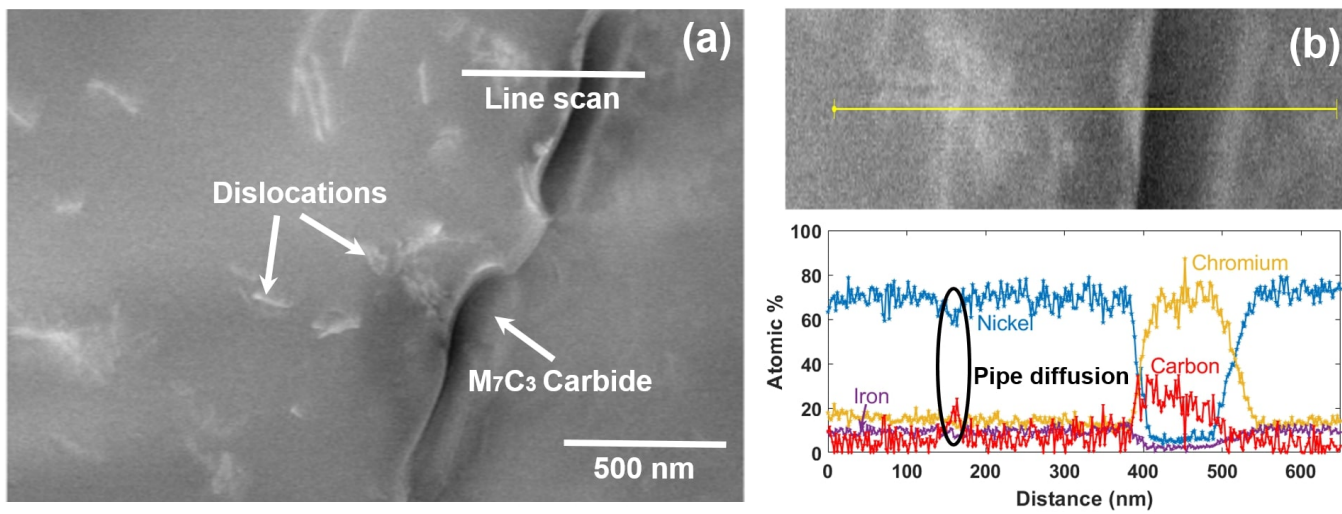 (a)
Line scan
Dislocations
M7C3 Carbide
500 nm
(b)
100
80
60
40
20
0
Atomic %
Chromium
Nickel
Carbon
Pipe diffusion
Iron
0 100 200 300 400 500 600
Distance (nm)